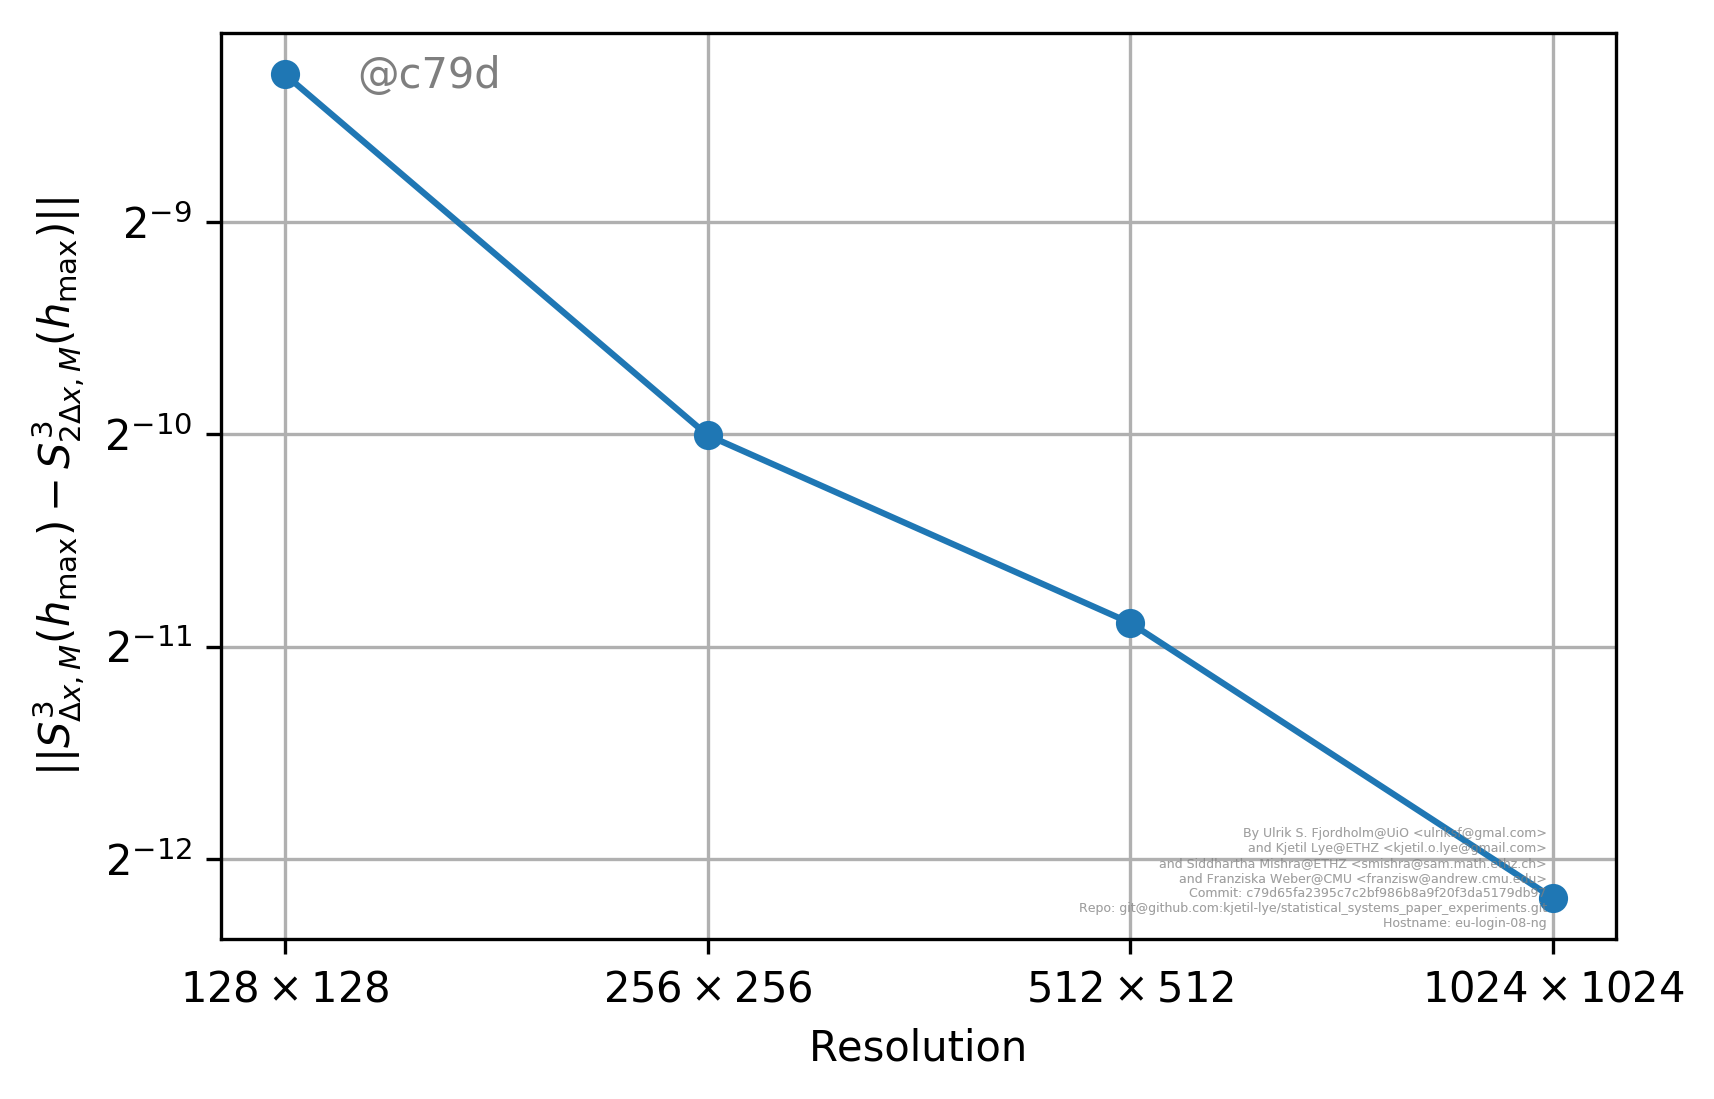 @c79d
2⁻⁹
2⁻¹⁰
2⁻¹¹
2⁻¹²
||S³_{Δx, M}(h_max) − S³_{2Δx, M}(h_max)||
By Ulrik S. Fjordholm@UiO <ulriksf@gmal.com>
and Kjetil Lye@ETHZ <kjetil.o.lye@gmail.com>
and Siddhartha Mishra@ETHZ <smishra@sam.math.ethz.ch>
and Franziska Weber@CMU <franzisw@andrew.cmu.edu>
Commit:
Repo: git@github.com:kjetil-lye/statistical_systems_paper_experiments.git
Hostname: eu-login-08-ng
128 × 128
256 × 256
512 × 512
1024 × 1024
Resolution